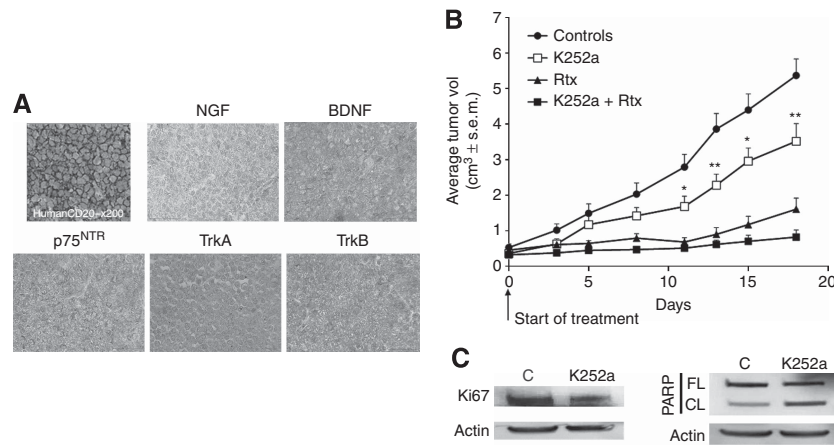 A
NGF
BDNF
HumanCD20–x200
p75NTR
TrkA
TrkB
B
Average tumor vol
(cm3 ± s.e.m.)
7
6
5
4
3
2
1
0
Controls
K252a
Rtx
K252a + Rtx
*
**
*
**
0
5
10
15
20
Days
Start of treatment
C
C
K252a
Ki67
Actin
C
K252a
PARP
FL
CL
Actin